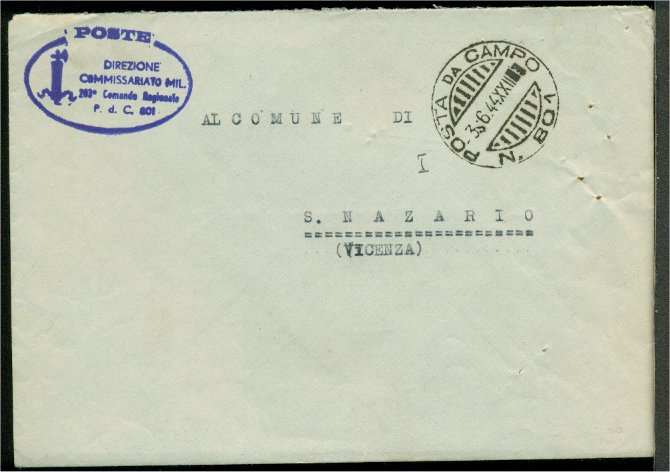 POSTE
DIREZIONE
COMMISSARIATO MIL.
203° Comando Regionale
P. d. C. 801
POSTA DA CAMPO
3·6.44.XXII
N. 801
AL COMUNE DI
I
S. NAZARIO
(VICENZA)